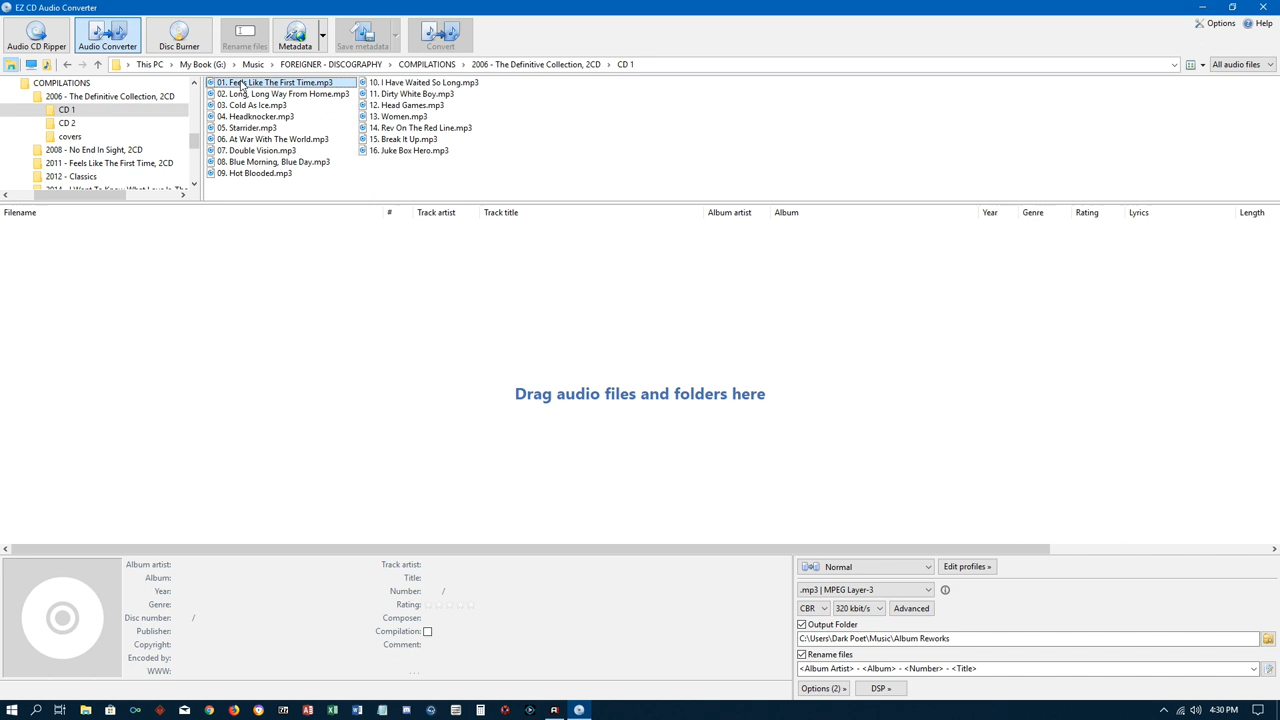 EZ CD Audio Converter
Audio CD Ripper
Audio Converter
Disc Burner
Rename files
Metadata
Save metadata
Convert
Options
Help
This PC > My Book (G:) > Music > FOREIGNER - DISCOGRAPHY > COMPILATIONS > 2006 - The Definitive Collection, 2CD > CD 1
All audio files
COMPILATIONS
2006 - The Definitive Collection, 2CD
CD 1
CD 2
covers
2008 - No End In Sight, 2CD
2011 - Feels Like The First Time, 2CD
2012 - Classics
01. Feels Like The First Time.mp3
02. Long, Long Way From Home.mp3
03. Cold As Ice.mp3
04. Headknocker.mp3
05. Starrider.mp3
06. At War With The World.mp3
07. Double Vision.mp3
08. Blue Morning, Blue Day.mp3
09. Hot Blooded.mp3
10. I Have Waited So Long.mp3
11. Dirty White Boy.mp3
12. Head Games.mp3
13. Women.mp3
14. Rev On The Red Line.mp3
15. Break It Up.mp3
16. Juke Box Hero.mp3
Filename # Track artist Track title Album artist Album Year Genre Rating Lyrics Length
Drag audio files and folders here
Album artist:
Album:
Year:
Genre:
Disc number: /
Publisher:
Copyright:
Encoded by:
WWW:
Track artist:
Title:
Number: /
Rating:
Composer:
Compilation:
Comment:
...
Normal
Edit profiles »
.mp3 | MPEG Layer-3
CBR
320 kbit/s
Advanced
Output Folder
C:\Users\Dark Poet\Music\Album Reworks
Rename files
<Album Artist> - <Album> - <Number> - <Title>
Options (2) »
DSP »
4:30 PM